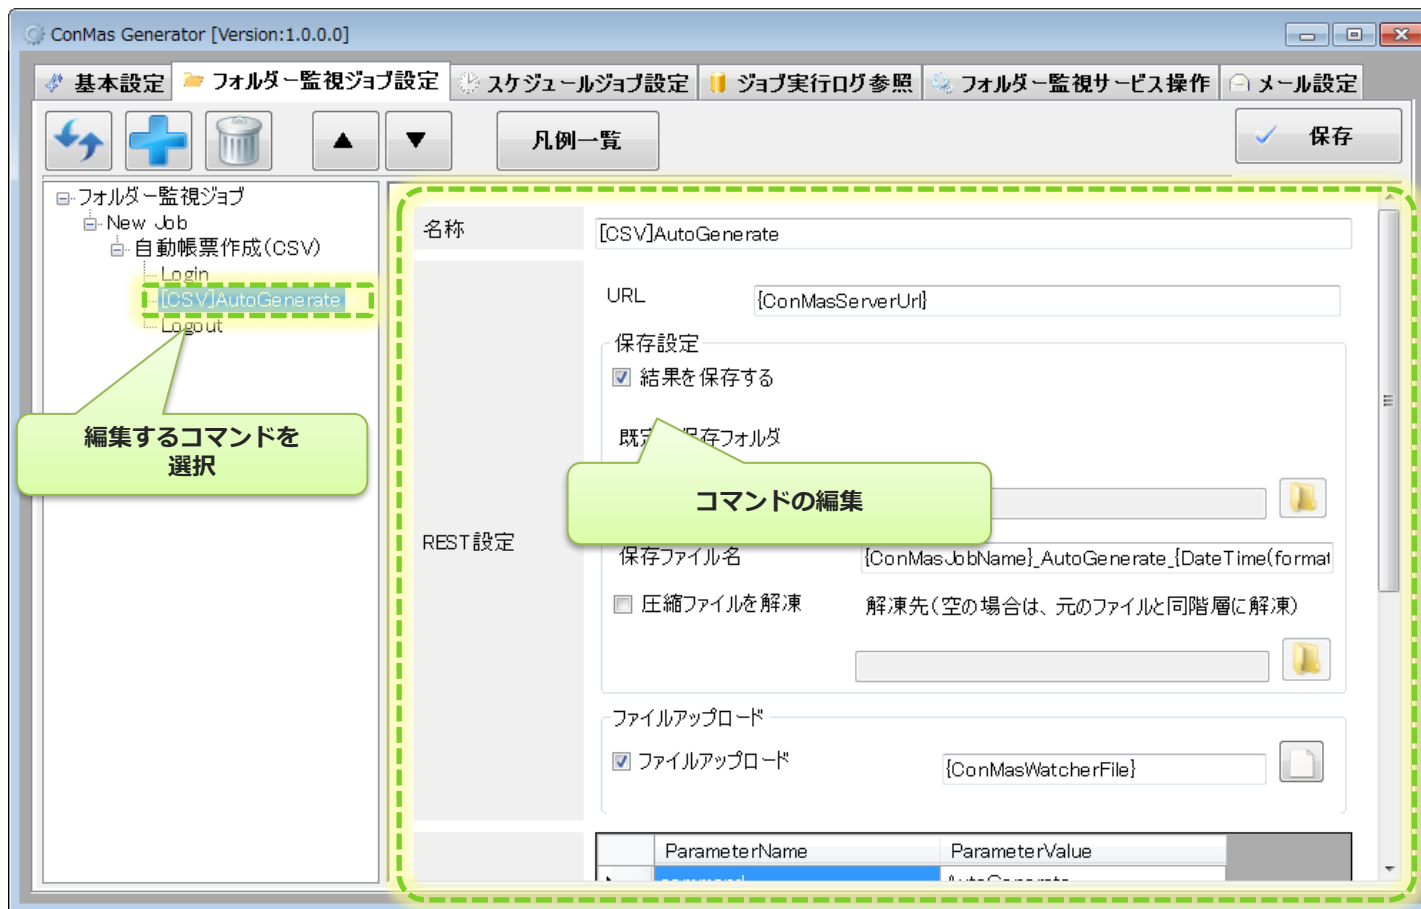 ConMas Generator [Version:1.0.0.0]
基本設定 フォルダー監視ジョブ設定 スケジュールジョブ設定 ジョブ実行ログ参照 フォルダー監視サービス操作 メール設定
凡例一覧 保存
フォルダー監視ジョブ
New Job
自動帳票作成(CSV)
Login
[CSV]AutoGenerate
Logout
編集するコマンドを
選択
名称 [CSV]AutoGenerate
REST設定
URL {ConMasServerUrl}
保存設定
結果を保存する
保存フォルダ
コマンドの編集
保存ファイル名 {ConMasJobName}_AutoGenerate_{DateTime(format
圧縮ファイルを解凍 解凍先(空の場合は、元のファイルと同階層に解凍)
ファイルアップロード
ファイルアップロード {ConMasWatcherFile}
ParameterName ParameterValue